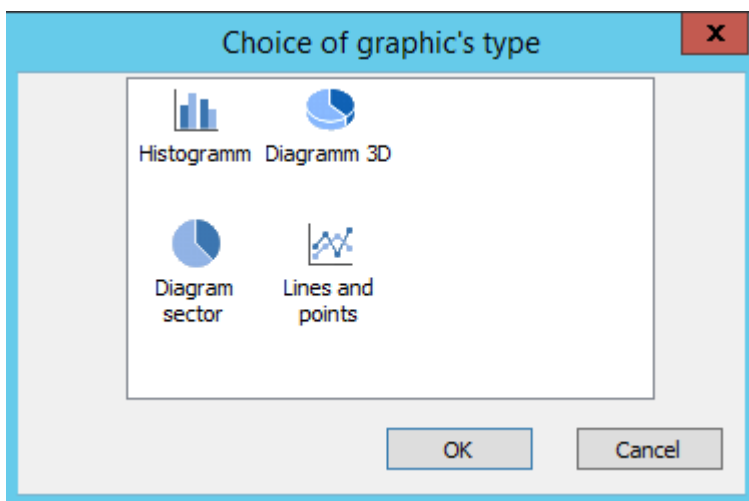 Choice of graphic's type
x
Histogramm Diagramm 3D
Diagram sector
Lines and points
OK Cancel